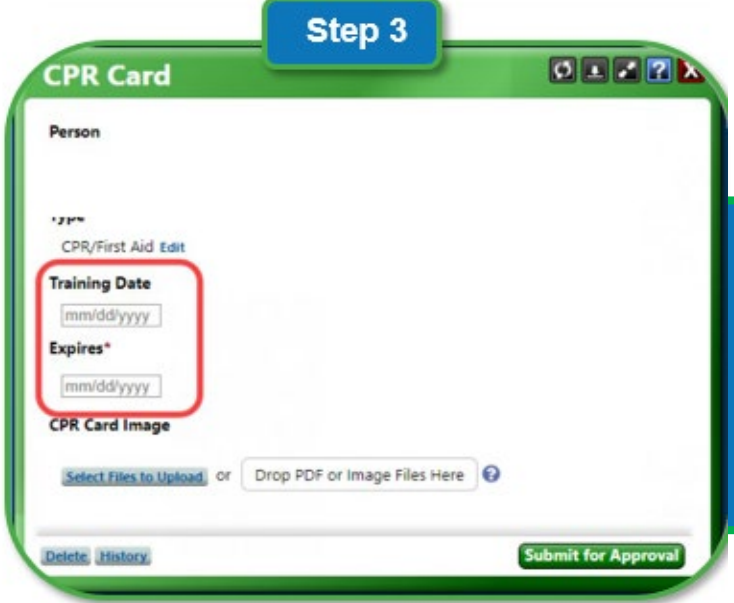 Step 3
CPR Card
Person
Type
CPR/First Aid Edit
Training Date
mm/dd/yyyy
Expires*
mm/dd/yyyy
CPR Card Image
Select Files to Upload or Drop PDF or Image Files Here ?
Delete History
Submit for Approval